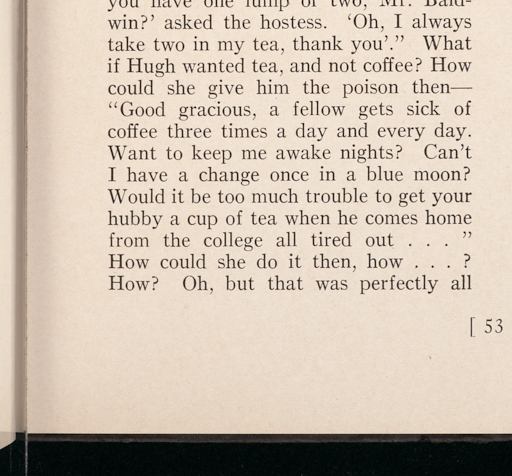 you have one lump or two, Mr. Bald-
win?’ asked the hostess. ‘Oh, I always
take two in my tea, thank you’.” What
if Hugh wanted tea, and not coffee? How
could she give him the poison then—
“Good gracious, a fellow gets sick of
coffee three times a day and every day.
Want to keep me awake nights? Can’t
I have a change once in a blue moon?
Would it be too much trouble to get your
hubby a cup of tea when he comes home
from the college all tired out . . . ”
How could she do it then, how . . . ?
How? Oh, but that was perfectly all
[ 53